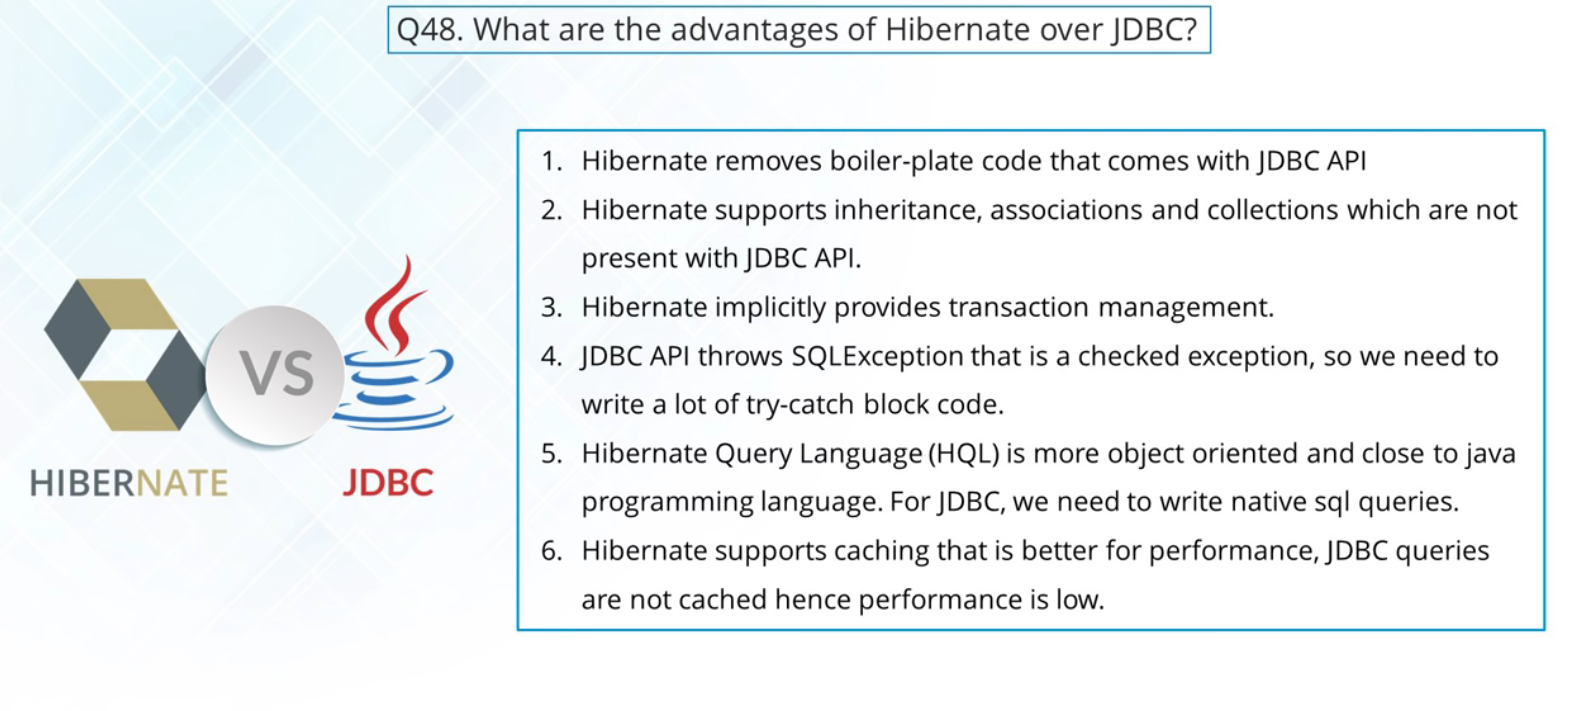 Q48. What are the advantages of Hibernate over JDBC?
1. Hibernate removes boiler-plate code that comes with JDBC API
2. Hibernate supports inheritance, associations and collections which are not
present with JDBC API.
3. Hibernate implicitly provides transaction management.
4. JDBC API throws SQLException that is a checked exception, so we need to
write a lot of try-catch block code.
5. Hibernate Query Language (HQL) is more object oriented and close to java
programming language. For JDBC, we need to write native sql queries.
6. Hibernate supports caching that is better for performance, JDBC queries
are not cached hence performance is low.
VS
HIBERNATE
JDBC